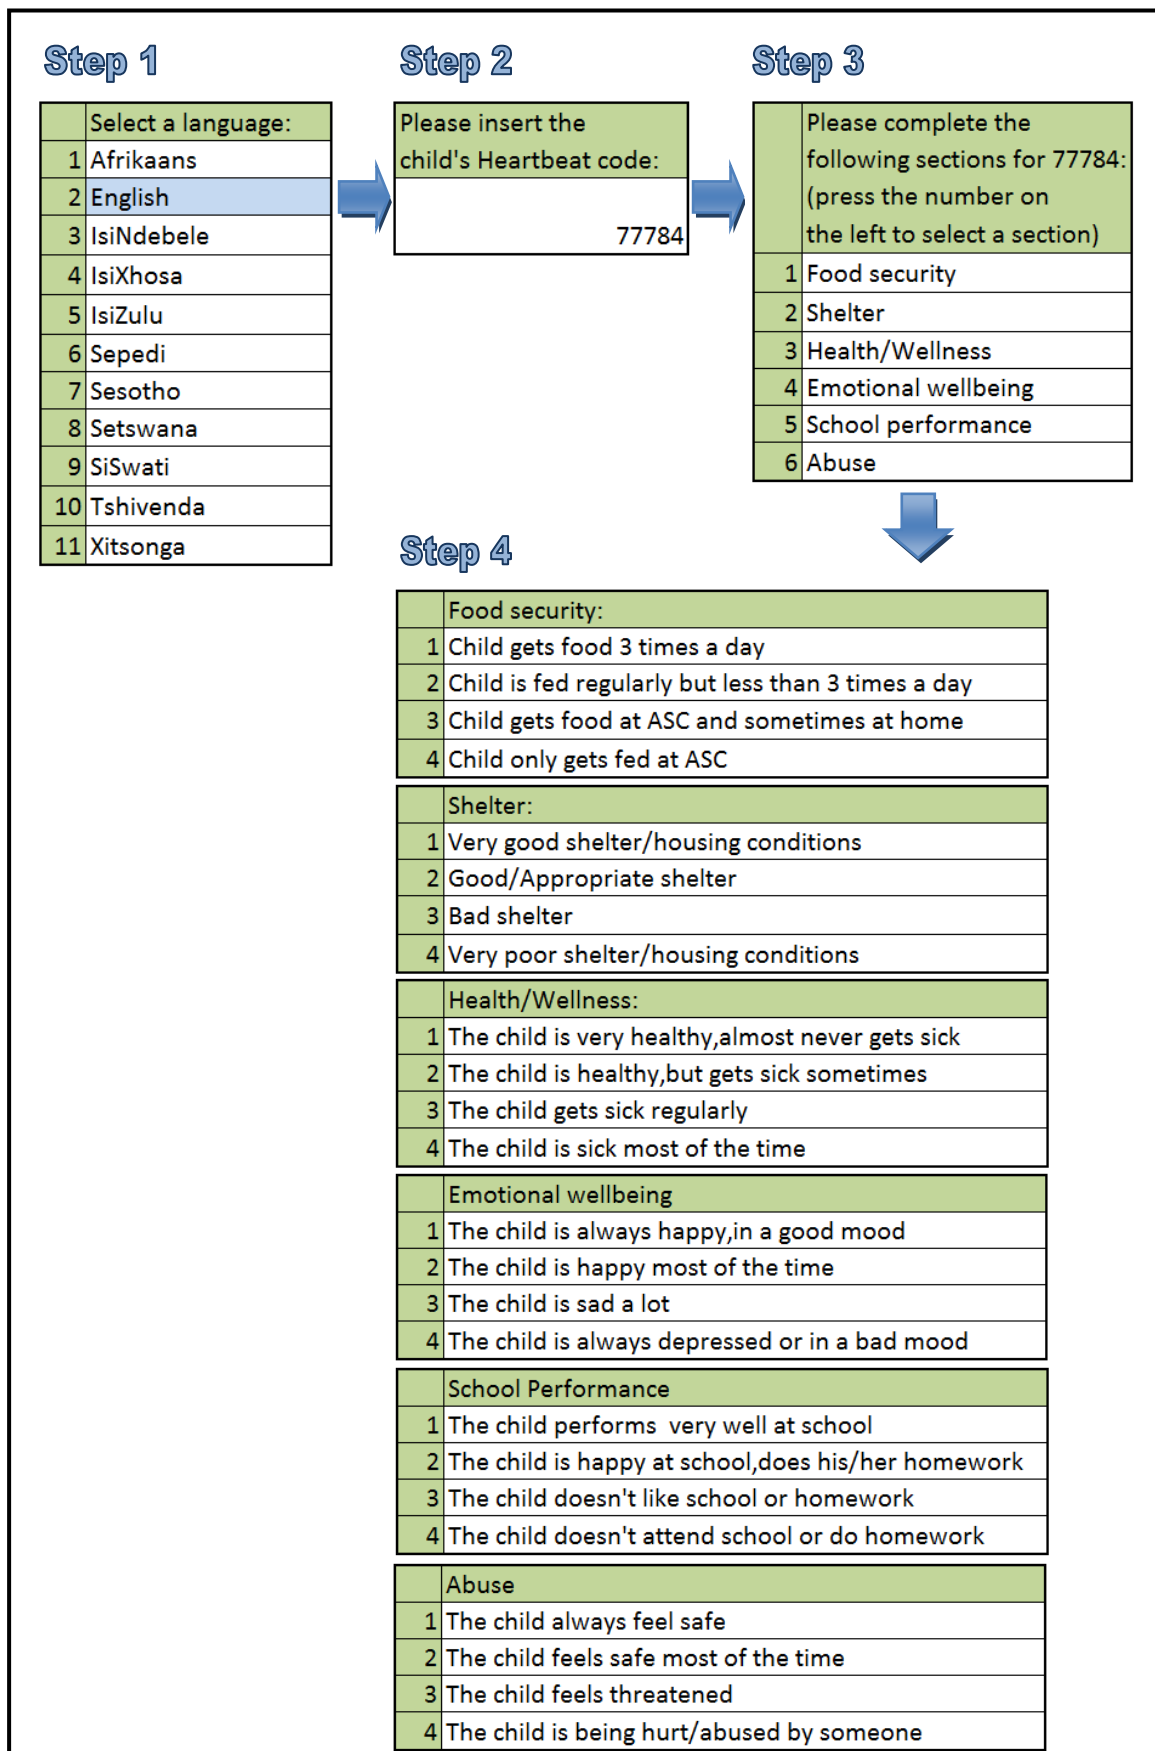 Step 1
Select a language:
1 Afrikaans
2 English
3 IsiNdebele
4 IsiXhosa
5 IsiZulu
6 Sepedi
7 Sesotho
8 Setswana
9 SiSwati
10 Tshivenda
11 Xitsonga
Step 2
Please insert the
child's Heartbeat code:
77784
Step 3
Please complete the
following sections for 77784:
(press the number on
the left to select a section)
1 Food security
2 Shelter
3 Health/Wellness
4 Emotional wellbeing
5 School performance
6 Abuse
Step 4
Food security:
1 Child gets food 3 times a day
2 Child is fed regularly but less than 3 times a day
3 Child gets food at ASC and sometimes at home
4 Child only gets fed at ASC
Shelter:
1 Very good shelter/housing conditions
2 Good/Appropriate shelter
3 Bad shelter
4 Very poor shelter/housing conditions
Health/Wellness:
1 The child is very healthy,almost never gets sick
2 The child is healthy,but gets sick sometimes
3 The child gets sick regularly
4 The child is sick most of the time
Emotional wellbeing
1 The child is always happy,in a good mood
2 The child is happy most of the time
3 The child is sad a lot
4 The child is always depressed or in a bad mood
School Performance
1 The child performs  very well at school
2 The child is happy at school,does his/her homework
3 The child doesn't like school or homework
4 The child doesn't attend school or do homework
Abuse
1 The child always feel safe
2 The child feels safe most of the time
3 The child feels threatened
4 The child is being hurt/abused by someone